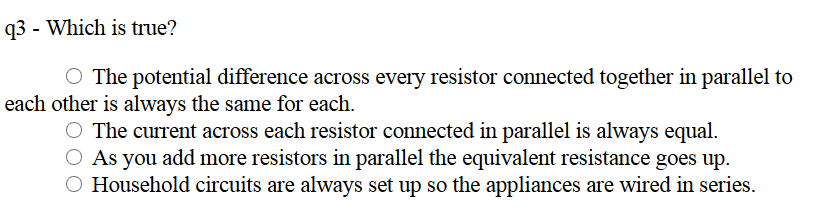 q3 - Which is true?
The potential difference across every resistor connected together in parallel to
each other is always the same for each.
The current across each resistor connected in parallel is always equal.
As you add more resistors in parallel the equivalent resistance goes up.
Household circuits are always set up so the appliances are wired in series.